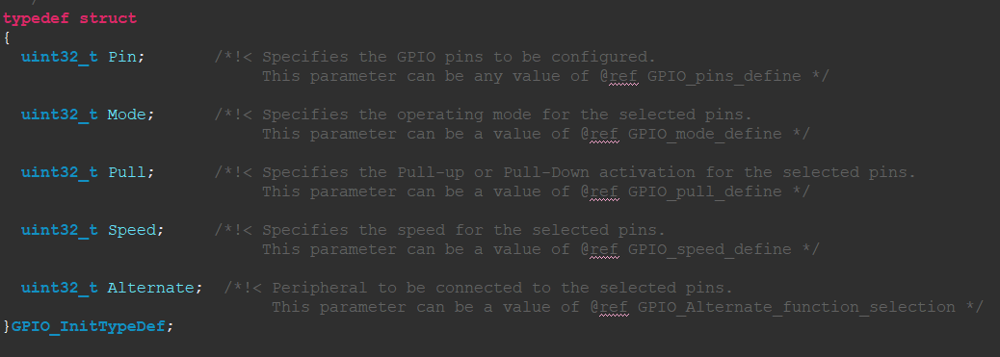 typedef struct
{
uint32_t Pin; /*!< Specifies the GPIO pins to be configured.
This parameter can be any value of @ref GPIO_pins_define */
uint32_t Mode; /*!< Specifies the operating mode for the selected pins.
This parameter can be a value of @ref GPIO_mode_define */
uint32_t Pull; /*!< Specifies the Pull-up or Pull-Down activation for the selected pins.
This parameter can be a value of @ref GPIO_pull_define */
uint32_t Speed; /*!< Specifies the speed for the selected pins.
This parameter can be a value of @ref GPIO_speed_define */
uint32_t Alternate; /*!< Peripheral to be connected to the selected pins.
This parameter can be a value of @ref GPIO_Alternate_function_selection */
}GPIO_InitTypeDef;